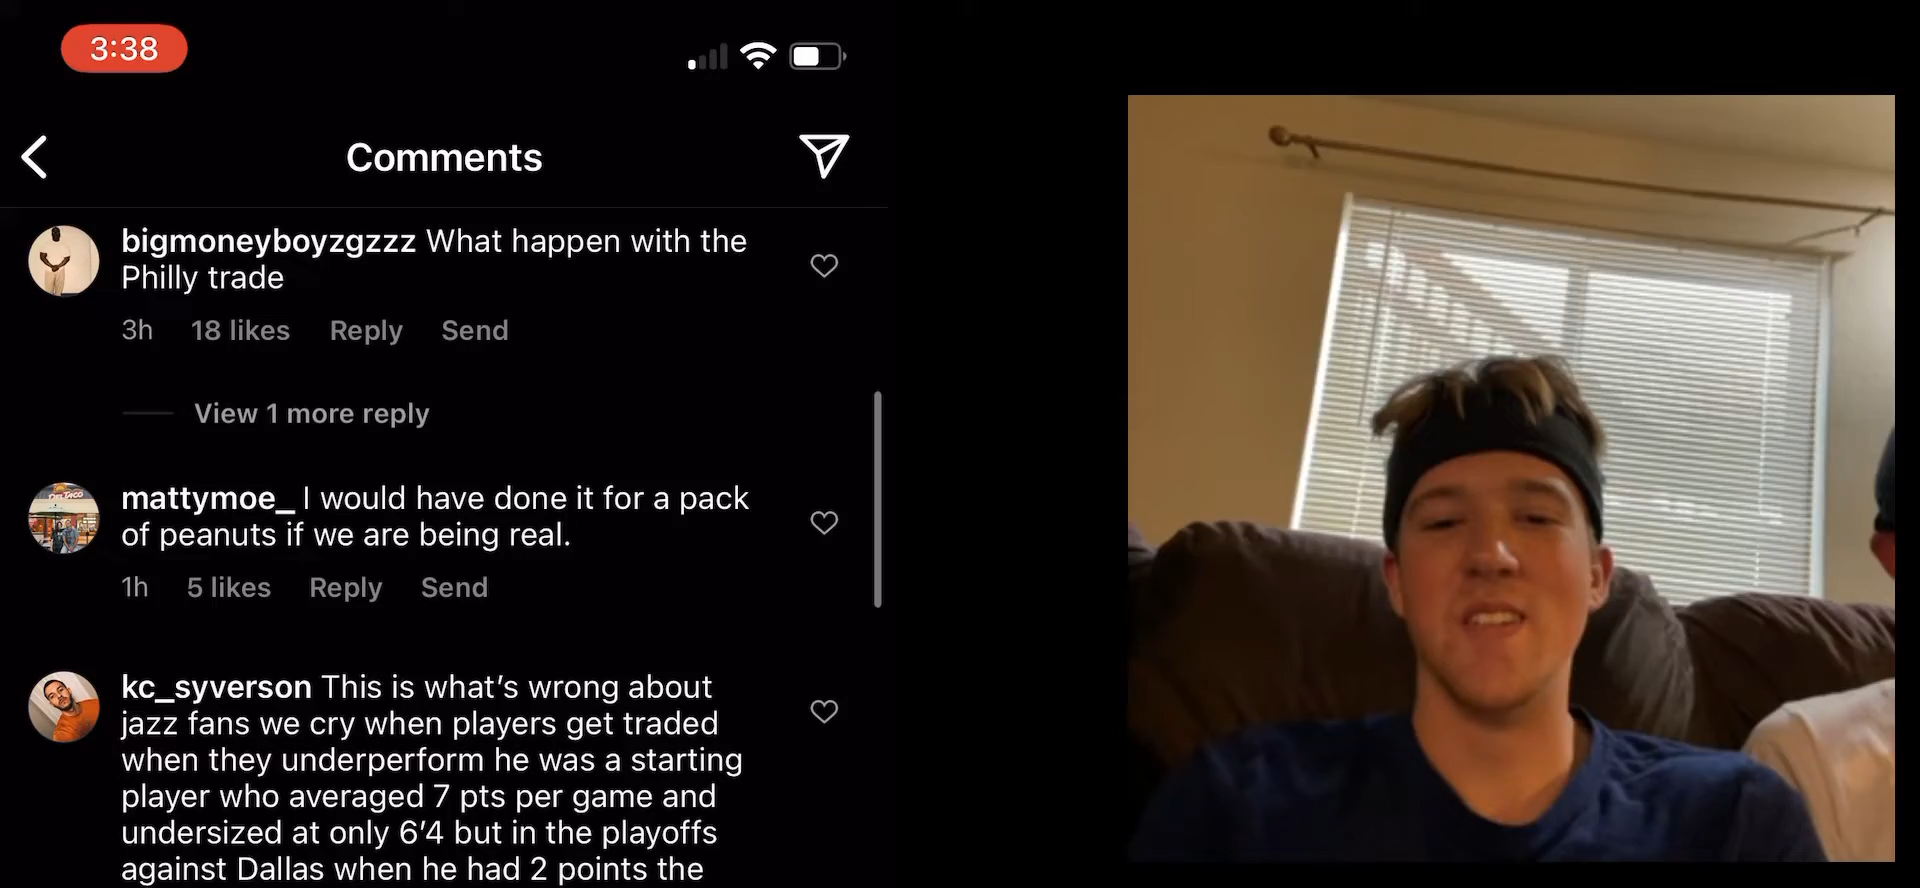 3:38
Comments
bigmoneyboyzgzzz What happen with the
Philly trade
3h 18 likes Reply Send
View 1 more reply
DEL TACO
mattymoe_ I would have done it for a pack
of peanuts if we are being real.
1h 5 likes Reply Send
kc_syverson This is what's wrong about
jazz fans we cry when players get traded
when they underperform he was a starting
player who averaged 7 pts per game and
undersized at only 6'4 but in the playoffs
against Dallas when he had 2 points the